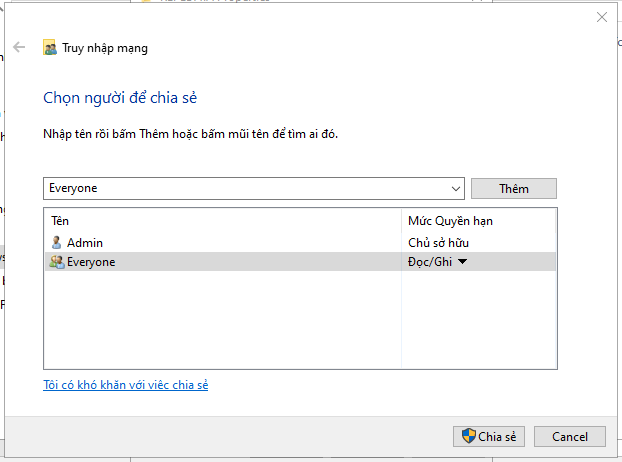 Truy nhập mạng
Chọn người để chia sẻ
Nhập tên rồi bấm Thêm hoặc bấm mũi tên để tìm ai đó.
Everyone
Thêm
Tên Mức Quyền hạn
Admin Chủ sở hữu
Everyone Đọc/Ghi
Tôi có khó khăn với việc chia sẻ
Chia sẻ
Cancel